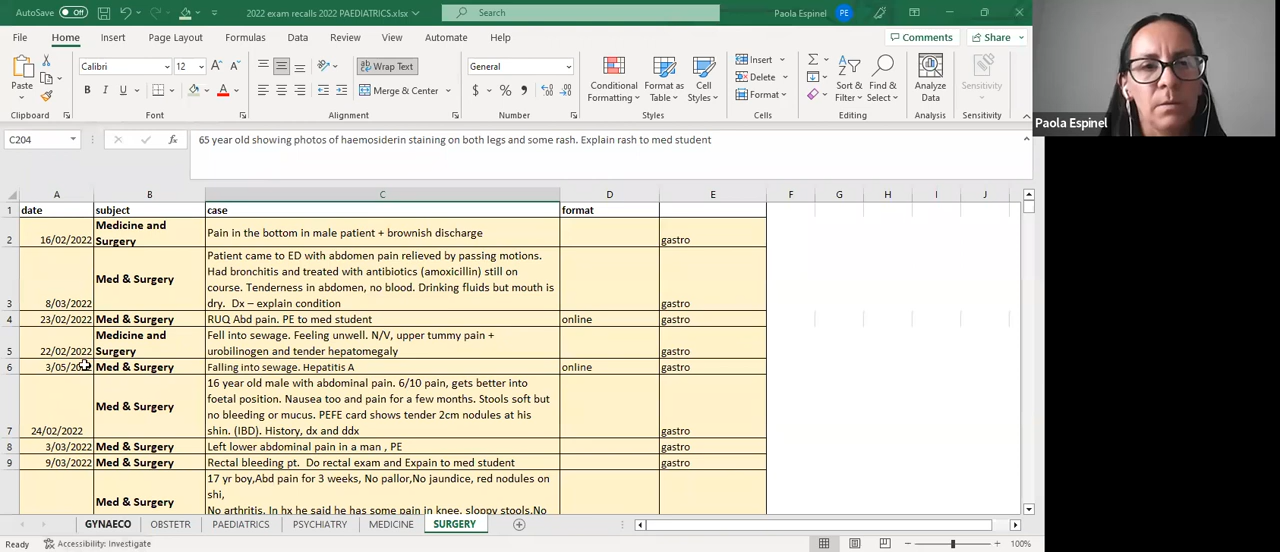 AutoSave Off 2022 exam recalls 2022 PAEDIATRICS.xlsx Search Paola Espinel PE
File Home Insert Page Layout Formulas Data Review View Automate Help Comments Share
Paste Calibri 12 A A Wrap Text General Insert Σ
B I U A Merge & Center $ % , Delete
Format
Conditional Formatting Format as Table Cell Styles Sort & Filter Find & Select Analyze Data Sensitivity
Clipboard Font Alignment Number Styles Cells Editing Analysis Sensitivity
Paola Espinel
C204 fx 65 year old showing photos of haemosiderin staining on both legs and some rash. Explain rash to med student
A B C D E F G H I J
1 date subject case format
2 16/02/2022 Medicine and Surgery Pain in the bottom in male patient + brownish discharge gastro
Patient came to ED with abdomen pain relieved by passing motions.
Had bronchitis and treated with antibiotics (amoxicillin) still on
course. Tenderness in abdomen, no blood. Drinking fluids but mouth is
3 8/03/2022 Med & Surgery dry. Dx – explain condition gastro
4 23/02/2022 Med & Surgery RUQ Abd pain. PE to med student online gastro
Medicine and Fell into sewage. Feeling unwell. N/V, upper tummy pain +
5 22/02/2022 Surgery urobilinogen and tender hepatomegaly gastro
6 3/05/2022 Med & Surgery Falling into sewage. Hepatitis A online gastro
16 year old male with abdominal pain. 6/10 pain, gets better into
foetal position. Nausea too and pain for a few months. Stools soft but
Med & Surgery no bleeding or mucus. PEFE card shows tender 2cm nodules at his
7 24/02/2022 shin. (IBD). History, dx and ddx gastro
8 3/03/2022 Med & Surgery Left lower abdominal pain in a man , PE gastro
9 9/03/2022 Med & Surgery Rectal bleeding pt. Do rectal exam and Expain to med student gastro
17 yr boy,Abd pain for 3 weeks, No pallor,No jaundice, red nodules on
Med & Surgery shi,
No arthritis. In hx he said he has some pain in knee, sloppy stools,No
GYNAECO OBSTETR PAEDIATRICS PSYCHIATRY MEDICINE SURGERY
Ready Accessibility: Investigate 100%